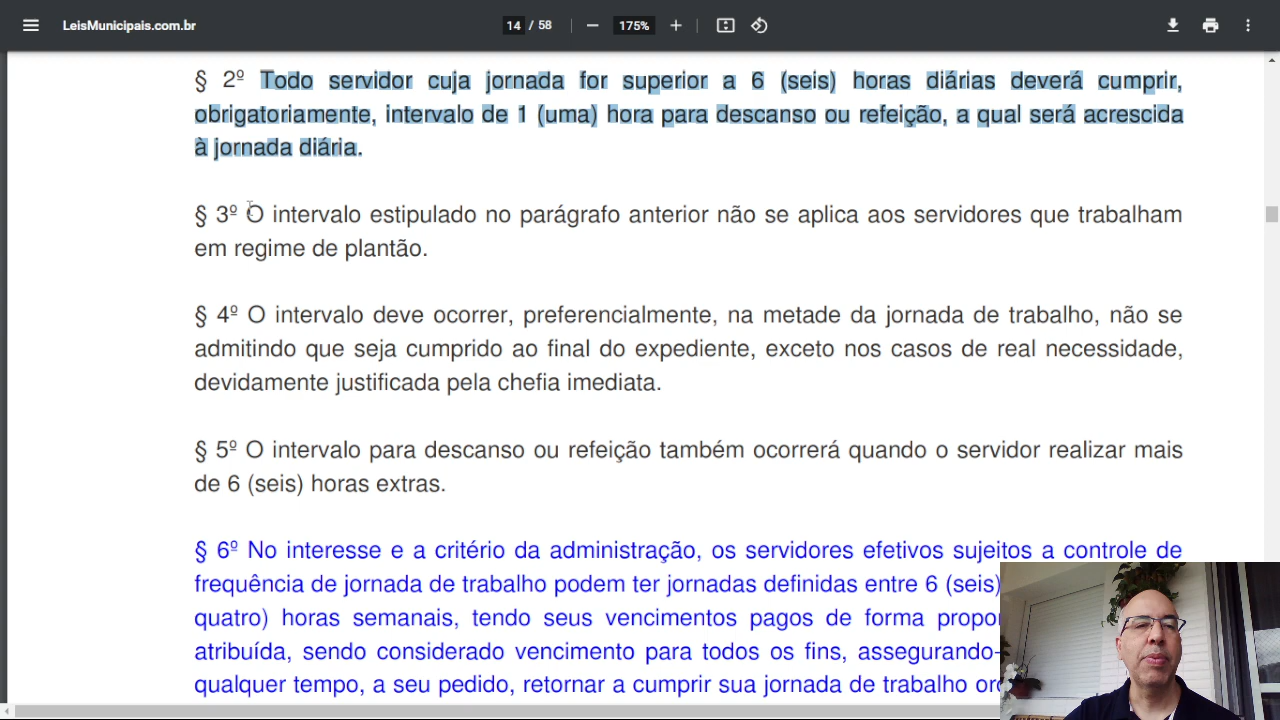 LeisMunicipais.com.br
14 / 58
175%
§ 2º Todo servidor cuja jornada for superior a 6 (seis) horas diárias deverá cumprir,
obrigatoriamente, intervalo de 1 (uma) hora para descanso ou refeição, a qual será acrescida
à jornada diária.
§ 3º O intervalo estipulado no parágrafo anterior não se aplica aos servidores que trabalham
em regime de plantão.
§ 4º O intervalo deve ocorrer, preferencialmente, na metade da jornada de trabalho, não se
admitindo que seja cumprido ao final do expediente, exceto nos casos de real necessidade,
devidamente justificada pela chefia imediata.
§ 5º O intervalo para descanso ou refeição também ocorrerá quando o servidor realizar mais
de 6 (seis) horas extras.
§ 6º No interesse e a critério da administração, os servidores efetivos sujeitos a controle de
frequência de jornada de trabalho podem ter jornadas definidas entre 6 (seis)
quatro) horas semanais, tendo seus vencimentos pagos de forma
atribuída, sendo considerado vencimento para todos os fins,
qualquer tempo, a seu pedido, retornar a cumprir sua jornada de trabalho